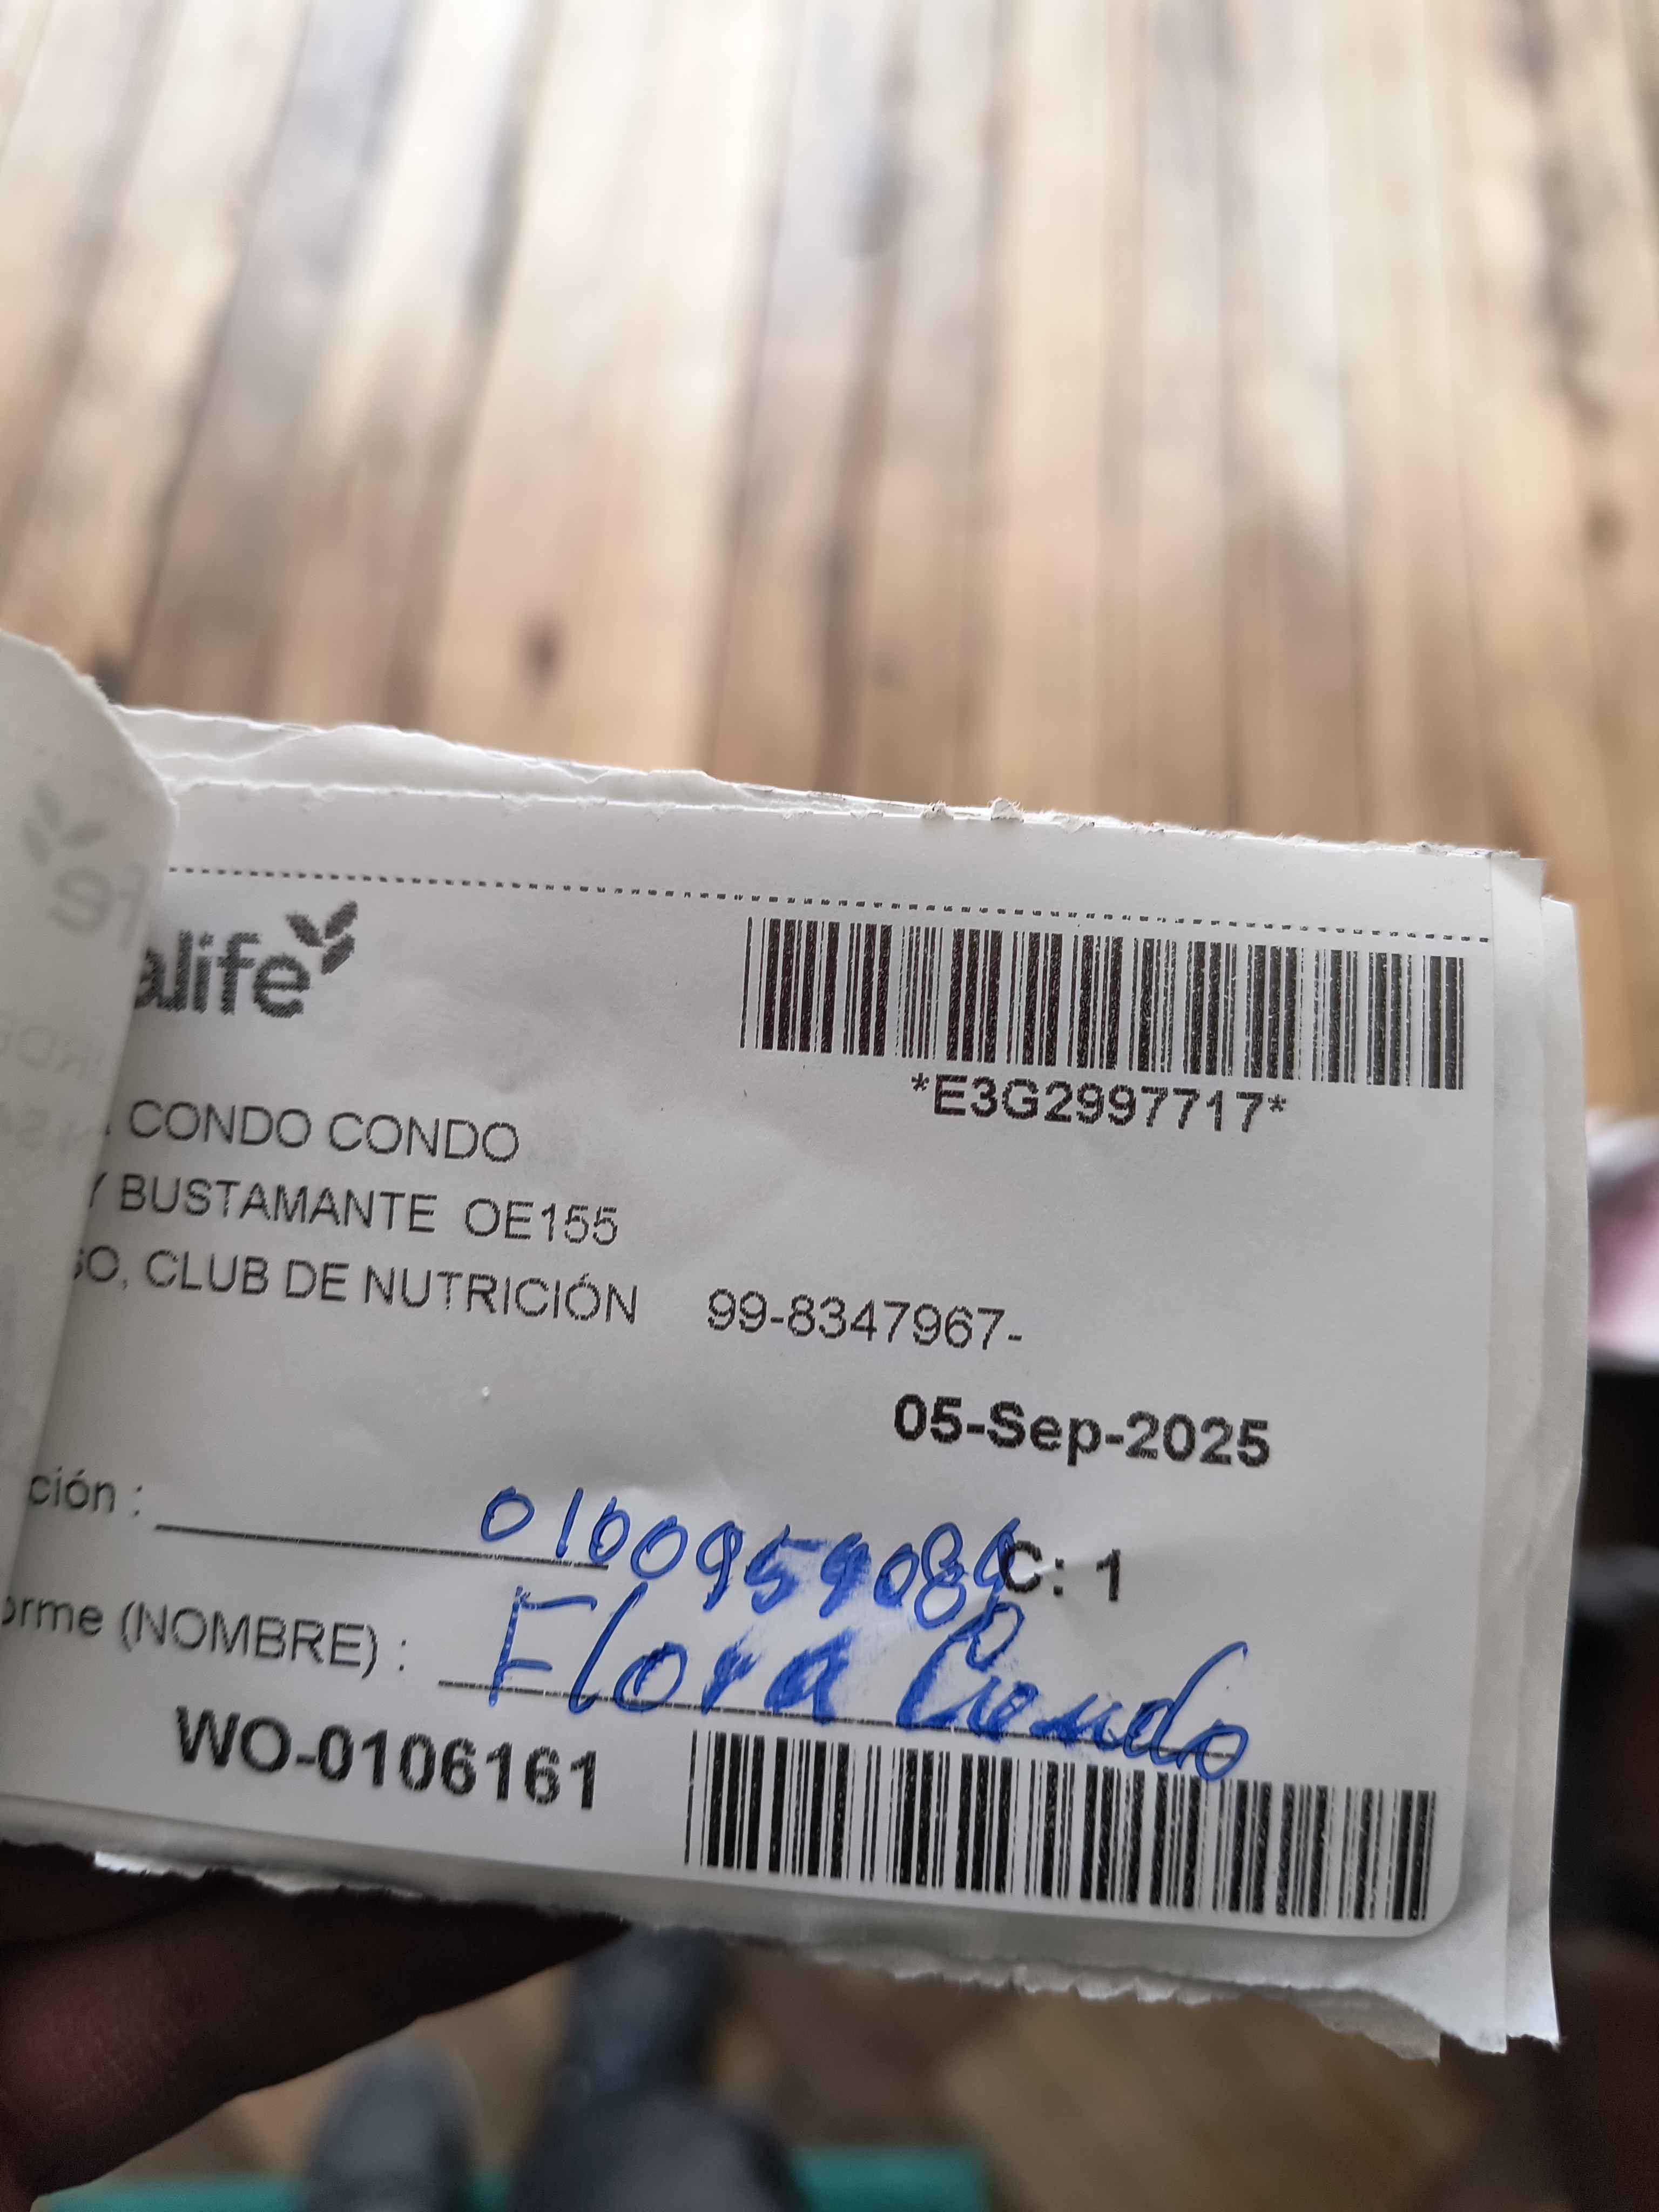 alife
*E3G2997717*
CONDO CONDO
Y BUSTAMANTE OE155
SO, CLUB DE NUTRICIÓN 99-8347967-
05-Sep-2025
ción :
C: 1
orme (NOMBRE) : Flora Condo
WO-0106161